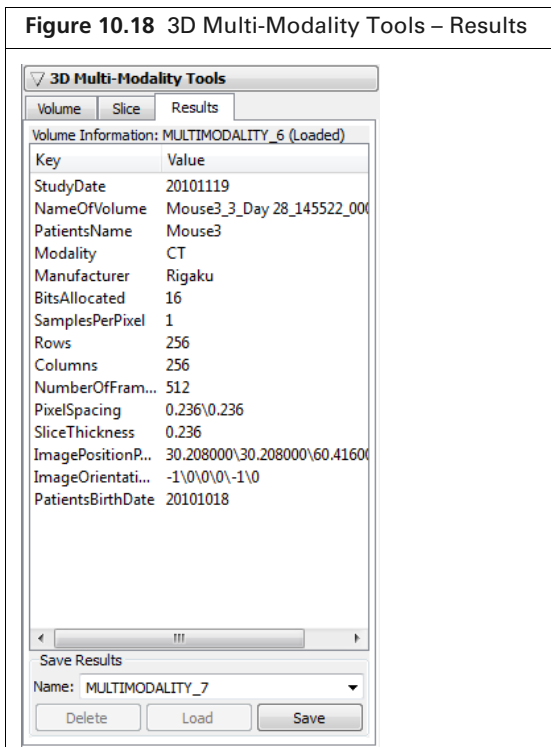 Figure 10.18 3D Multi-Modality Tools – Results
3D Multi-Modality Tools
Volume Slice Results
Volume Information: MULTIMODALITY_6 (Loaded)
Key Value
StudyDate 20101119
NameOfVolume Mouse3_3_Day 28_145522_000
PatientsName Mouse3
Modality CT
Manufacturer Rigaku
BitsAllocated 16
SamplesPerPixel 1
Rows 256
Columns 256
NumberOfFram... 512
PixelSpacing 0.236\0.236
SliceThickness 0.236
ImagePositionP... 30.208000\30.208000\60.41600
ImageOrientati... -1\0\0\0\-1\0
PatientsBirthDate 20101018
Save Results
Name: MULTIMODALITY_7
Delete Load Save